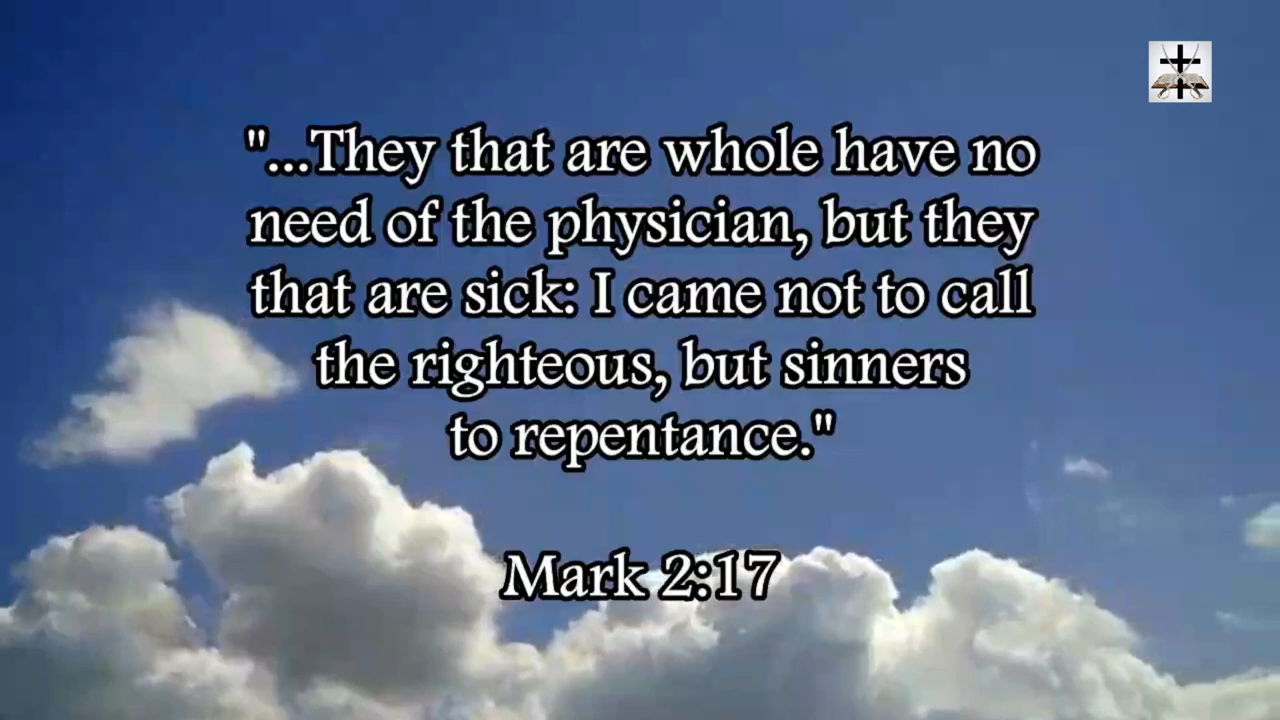 "...They that are whole have no
need of the physician, but they
that are sick: I came not to call
the righteous, but sinners
to repentance."
Mark 2:17